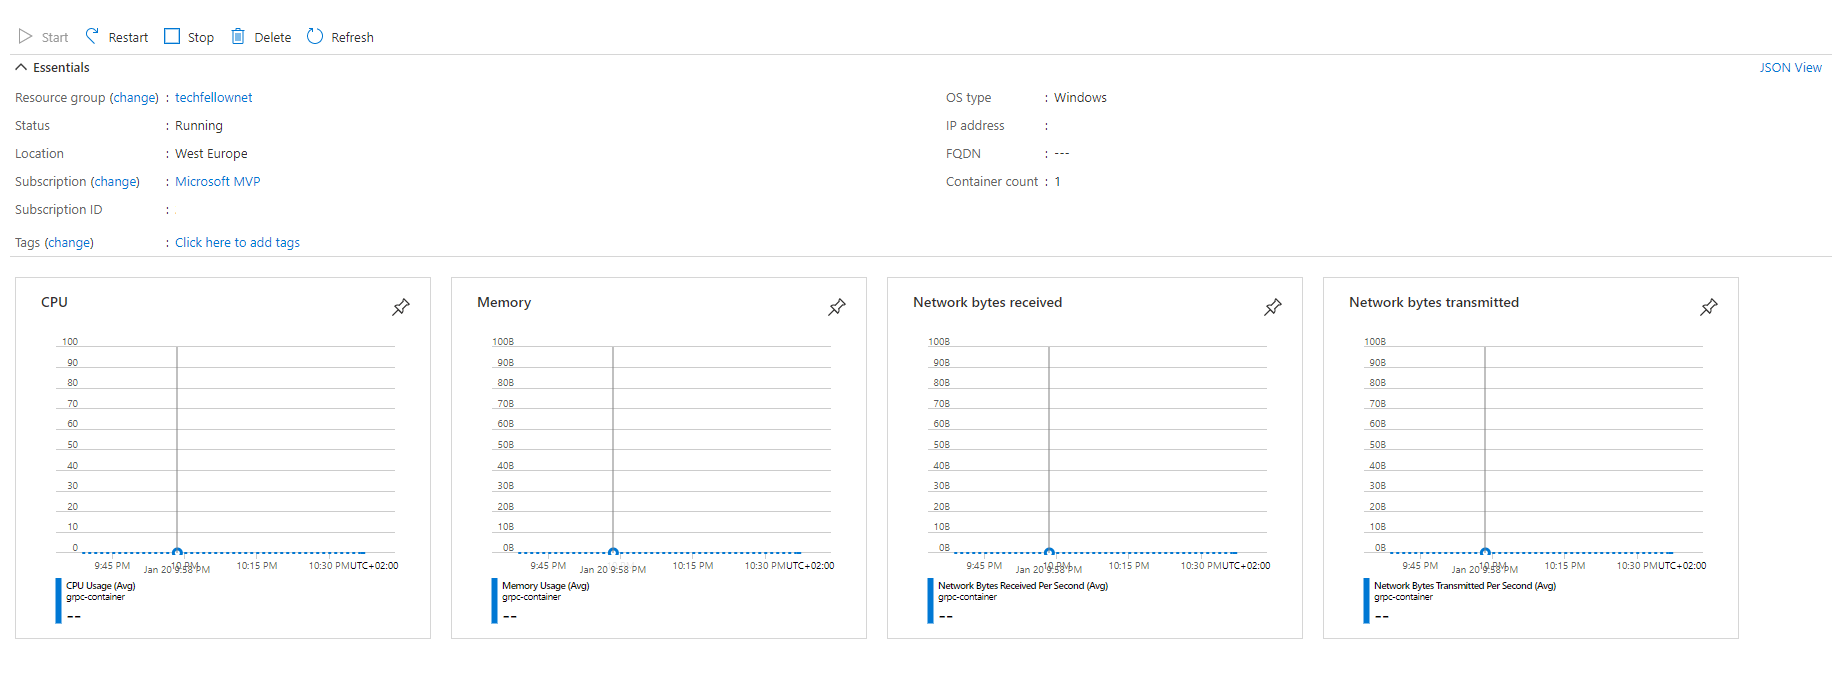 Start Restart Stop Delete Refresh
Essentials JSON View
Resource group (change) : techfellownet OS type : Windows
Status : Running IP address :
Location : West Europe FQDN : ---
Subscription (change) : Microsoft MVP Container count : 1
Subscription ID :
Tags (change) : Click here to add tags
CPU
100
90
80
70
60
50
40
30
20
10
0
9:45 PM 10 PM 10:15 PM 10:30 PM UTC+02:00
Jan 20 9:58 PM
CPU Usage (Avg)
grpc-container
--
Memory
100B
90B
80B
70B
60B
50B
40B
30B
20B
10B
0B
9:45 PM 10 PM 10:15 PM 10:30 PM UTC+02:00
Jan 20 9:58 PM
Memory Usage (Avg)
grpc-container
--
Network bytes received
100B
90B
80B
70B
60B
50B
40B
30B
20B
10B
0B
9:45 PM 10 PM 10:15 PM 10:30 PM UTC+02:00
Jan 20 9:58 PM
Network Bytes Received Per Second (Avg)
grpc-container
--
Network bytes transmitted
100B
90B
80B
70B
60B
50B
40B
30B
20B
10B
0B
9:45 PM 10 PM 10:15 PM 10:30 PM UTC+02:00
Jan 20 9:58 PM
Network Bytes Transmitted Per Second (Avg)
grpc-container
--